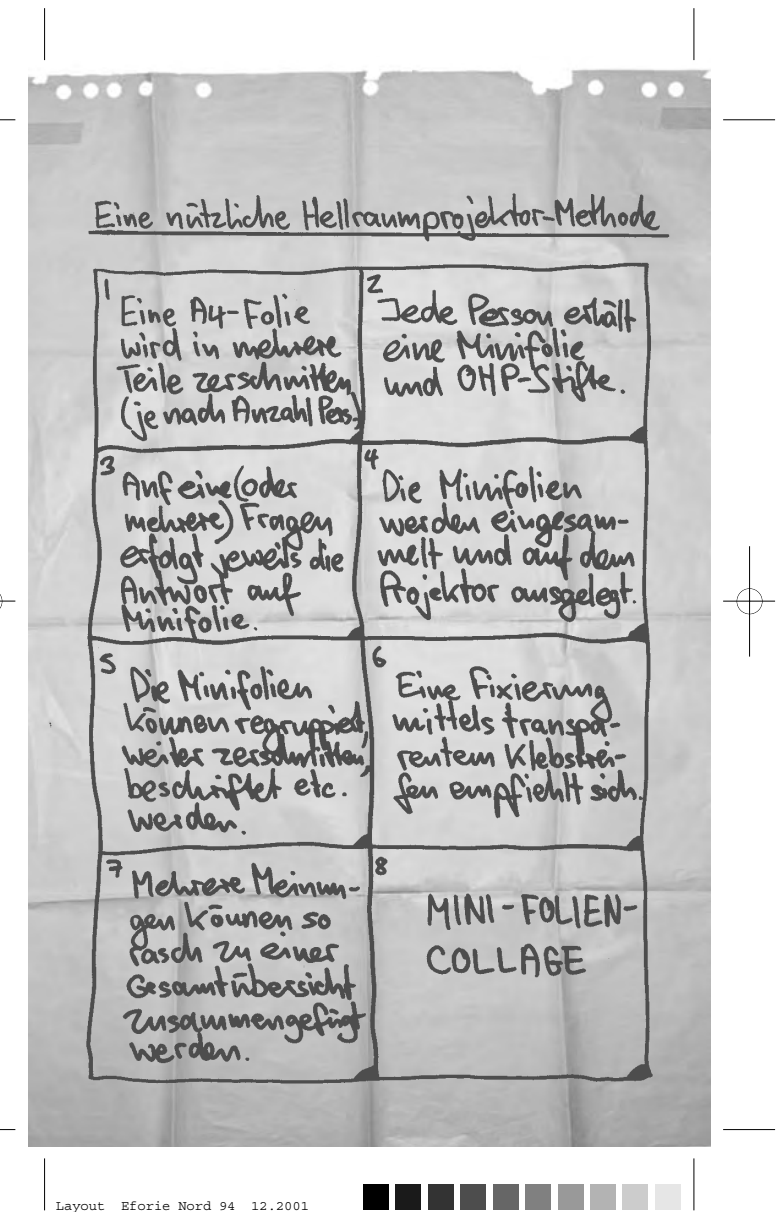 Eine nützliche Hellraumprojektor-Methode
1
Eine A4-Folie
wird in mehrere
Teile zerschnitten
(je nach Anzahl Pers.)
2
Jede Person erhält
eine Minifolie
und OHP-Stifte.
3
Auf eine (oder
mehrere) Fragen
erfolgt jeweils die
Antwort auf
Minifolie.
4
Die Minifolien
werden eingesam-
melt und auf dem
Projektor ausgelegt.
5
Die Minifolien
können regruppiert,
weiter zerschnitten,
beschriftet etc.
werden.
6
Eine Fixierung
mittels transpa-
rentem Klebstrei-
fen empfiehlt sich.
7
Mehrere Meinun-
gen können so
rasch zu einer
Gesamtübersicht
zusammengefügt
werden.
8
MINI-FOLIEN-
COLLAGE
Layout Eforie Nord 94 12.2001